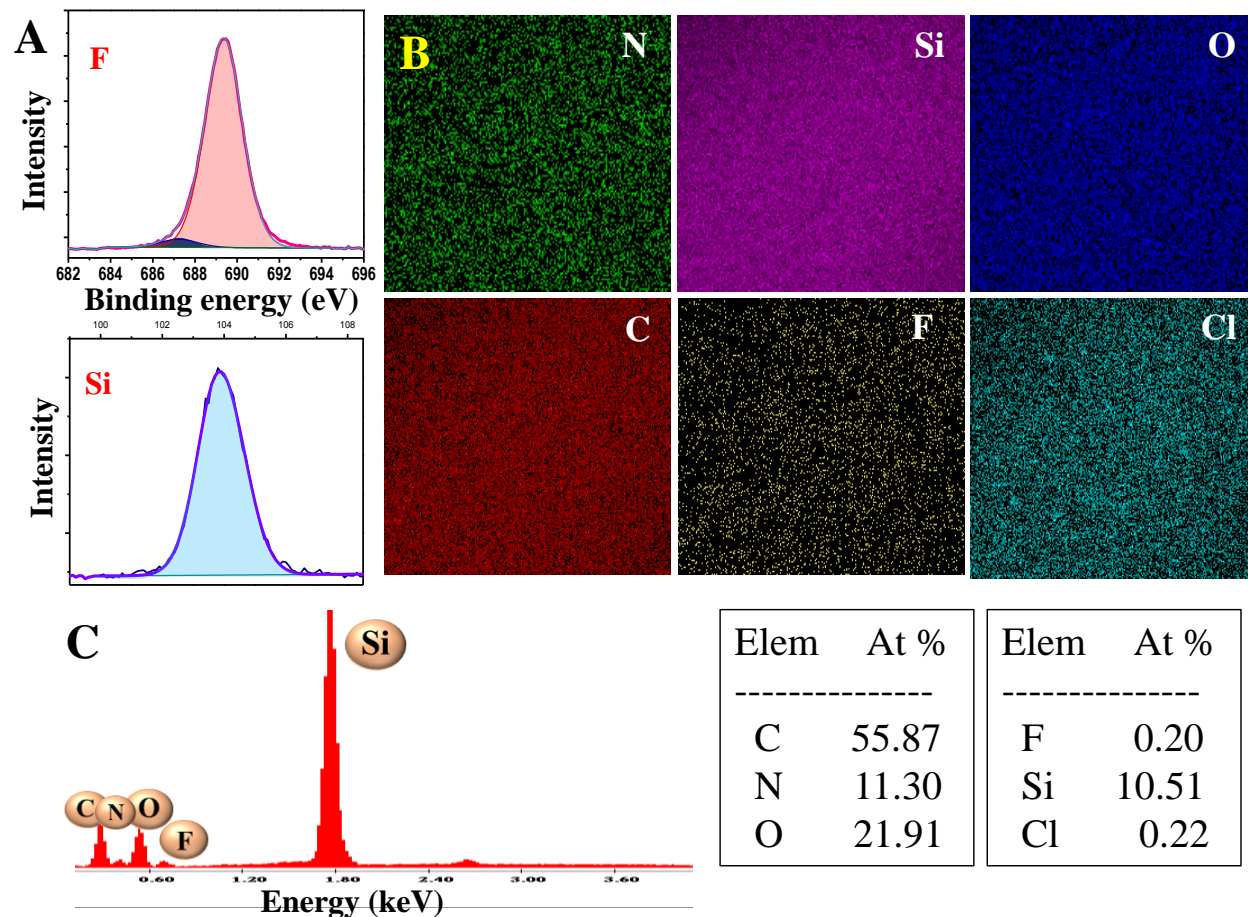 A
F
Intensity
682 684 686 688 690 692 694 696
Binding energy (eV)
100 102 104 106 108
Si
Intensity
B
N
Si
O
C
F
Cl
C
Si
C
N
O
F
0.60 1.20 1.80 2.40 3.00 3.60
Energy (keV)
Elem At %
----------------
C 55.87
N 11.30
O 21.91
Elem At %
---------------
F 0.20
Si 10.51
Cl 0.22